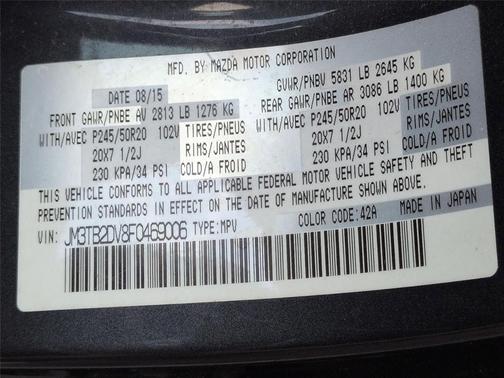 MFD. BY MAZDA MOTOR CORPORATION
DATE 08/15 GVWR/PNBV 5831 LB 2645 KG
FRONT GAWR/PNBE AV 2813 LB 1276 KG REAR GAWR/PNBE AR 3086 LB 1400 KG
WITH/AVEC P245/50R20 102V TIRES/PNEUS WITH/AVEC P245/50R20 102V TIRES/PNEUS
20X7 1/2J RIMS/JANTES 20X7 1/2J RIMS/JANTES
230 KPA/34 PSI COLD/A FROID 230 KPA/34 PSI COLD/A FROID
THIS VEHICLE CONFORMS TO ALL APPLICABLE FEDERAL MOTOR VEHICLE SAFETY AND THEFT
PREVENTION STANDARDS IN EFFECT ON THE DATE OF MANUFACTURE SHOWN ABOVE.
VIN: JM3TB2DV8F0469006 TYPE:MPV COLOR CODE:42A MADE IN JAPAN